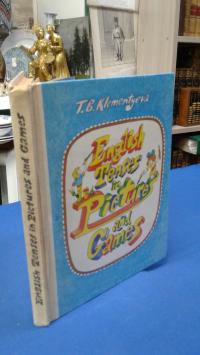 T.B. Klementyeva
English
Tenses
in
Pictures
and
Games
English Tenses in Pictures and Games